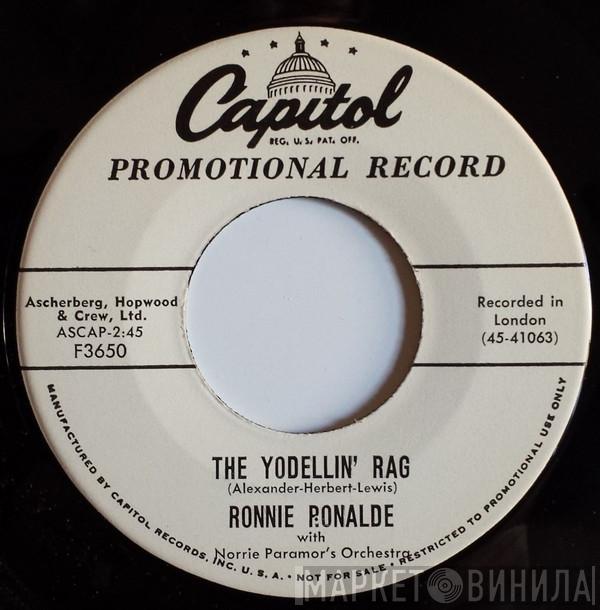 Capitol
REG. U. S. PAT. OFF.
PROMOTIONAL RECORD
Ascherberg, Hopwood
& Crew, Ltd.
ASCAP-2:45
F3650
Recorded in
London
(45-41063)
THE YODELLIN' RAG
(Alexander-Herbert-Lewis)
RONNIE RONALDE
with
Norrie Paramor's Orchestra
MANUFACTURED BY CAPITOL RECORDS, INC. U. S. A. • NOT FOR SALE • RESTRICTED TO PROMOTIONAL USE ONLY
МАРКЕТ ВИНИЛА